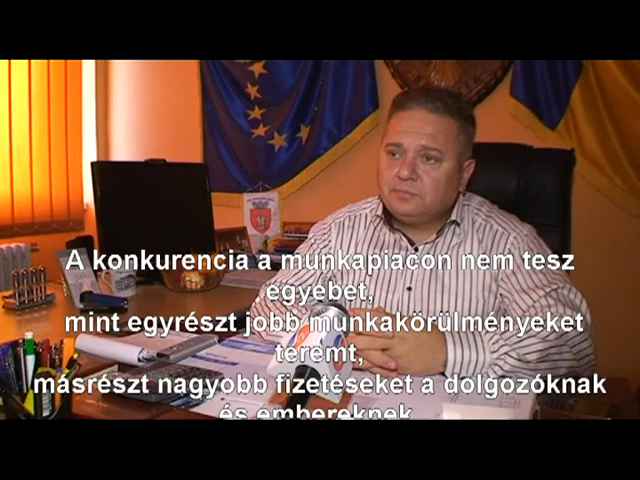 A konkurencia a munkapiacon nem tesz
egyebet,
mint egyrészt jobb munkakörülményeket
teremt,
másrészt nagyobb fizetéseket a dolgozóknak
és embereknek